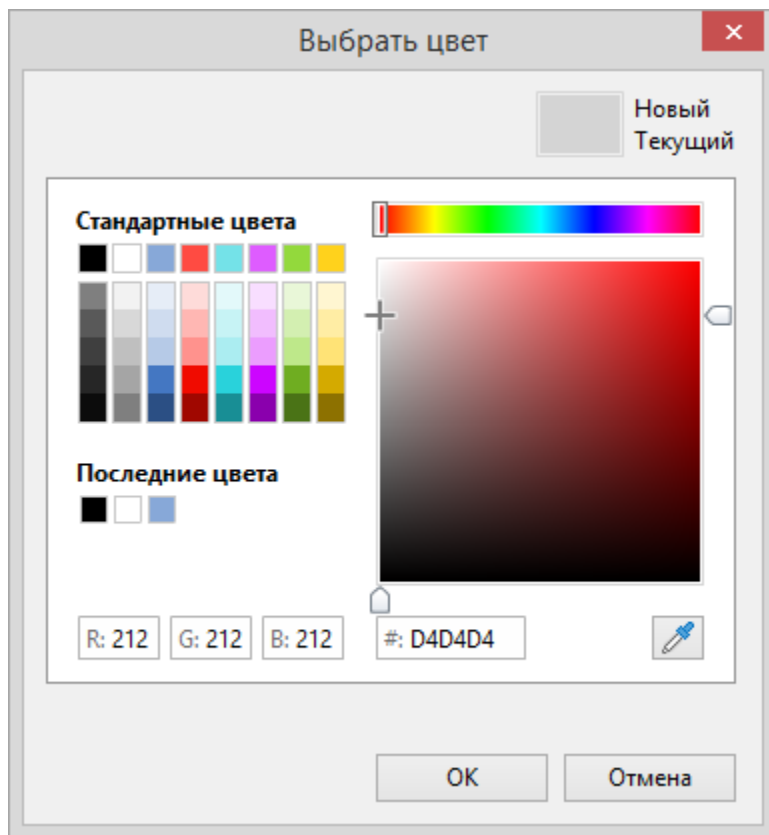 Выбрать цвет
Новый
Текущий
Стандартные цвета
Последние цвета
R: 212 G: 212 B: 212 #: D4D4D4
OK Отмена